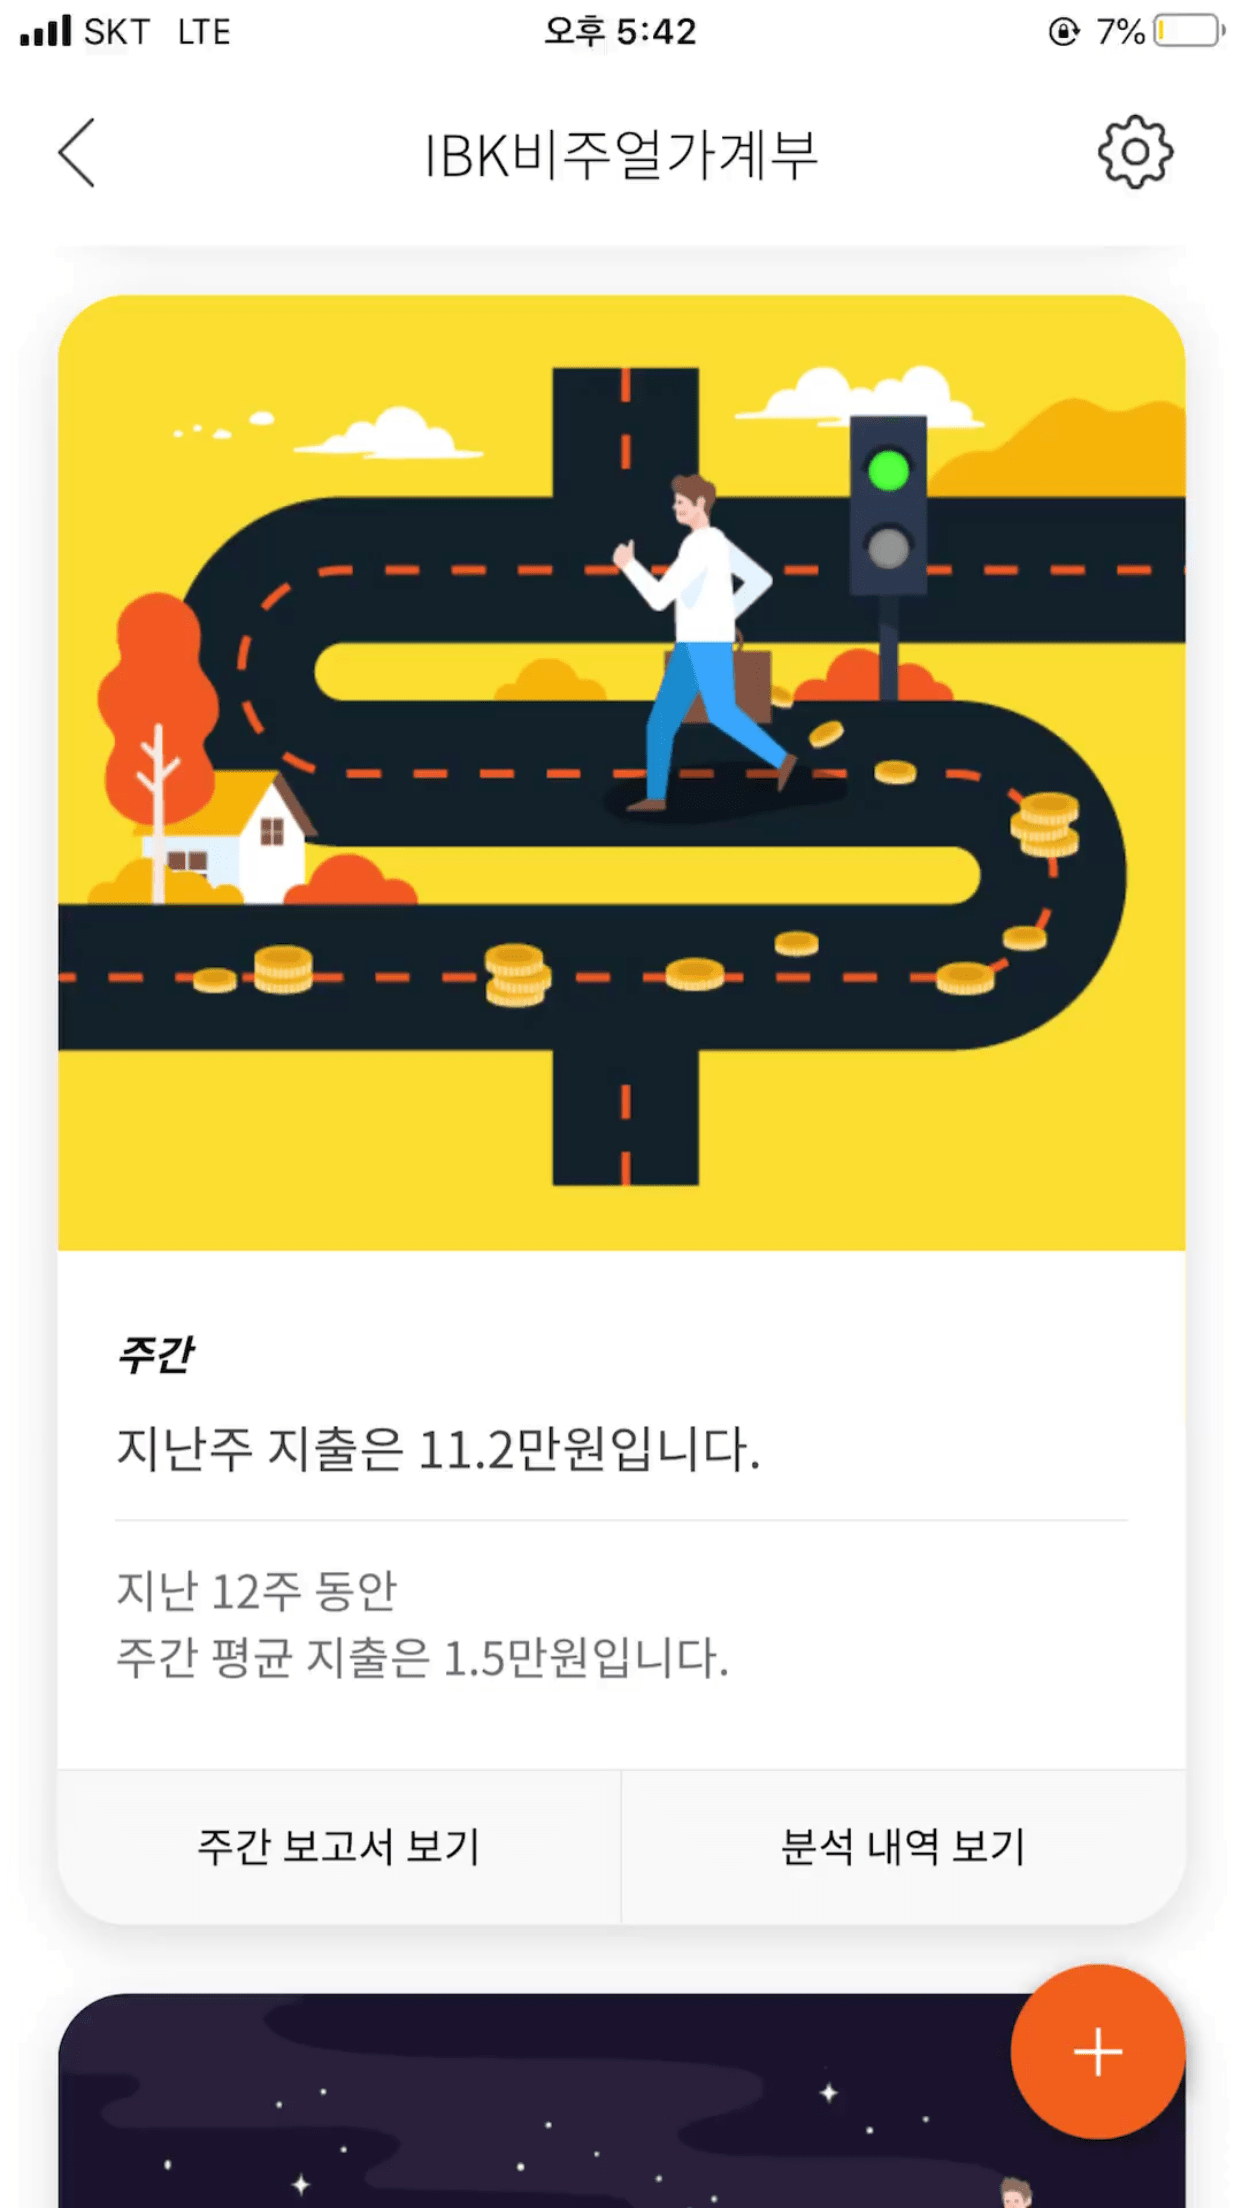 SKT LTE 오후 5:42 7%
IBK비주얼가계부
주간
지난주 지출은 11.2만원입니다.
지난 12주 동안
주간 평균 지출은 1.5만원입니다.
주간 보고서 보기
분석 내역 보기